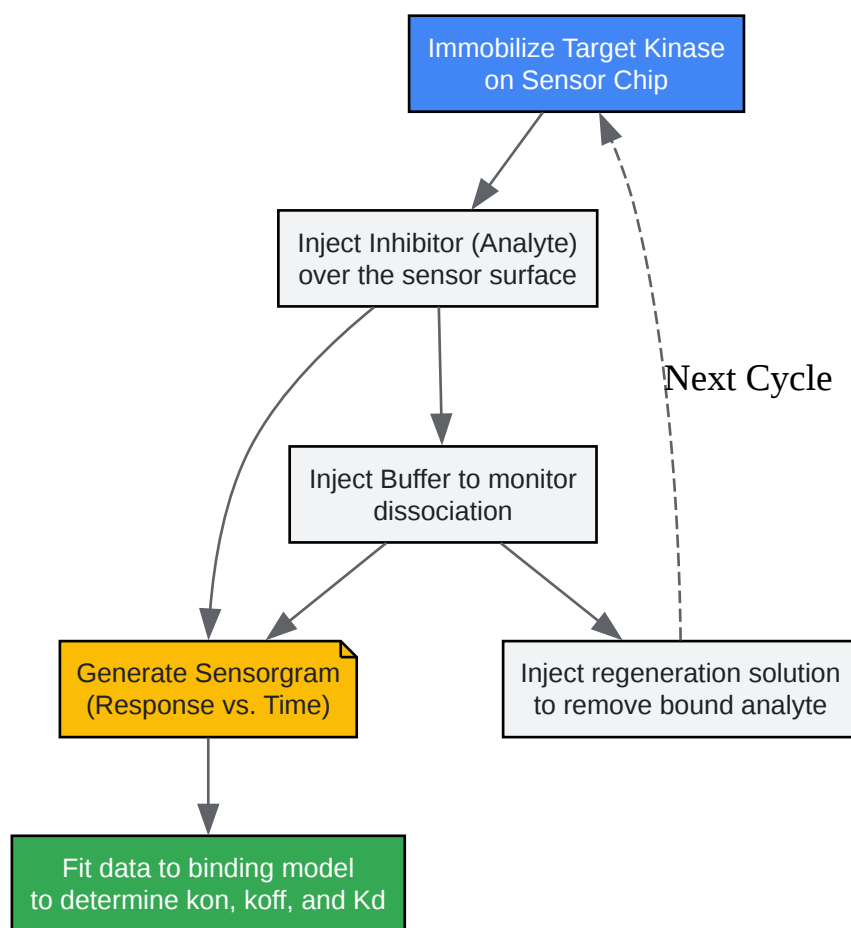 Immobilize Target Kinase
on Sensor Chip
Inject Inhibitor (Analyte)
over the sensor surface
Next Cycle
Inject Buffer to monitor
dissociation
Generate Sensorgram
(Response vs. Time)
Inject regeneration solution
to remove bound analyte
Fit data to binding model
to determine kon, koff, and Kd